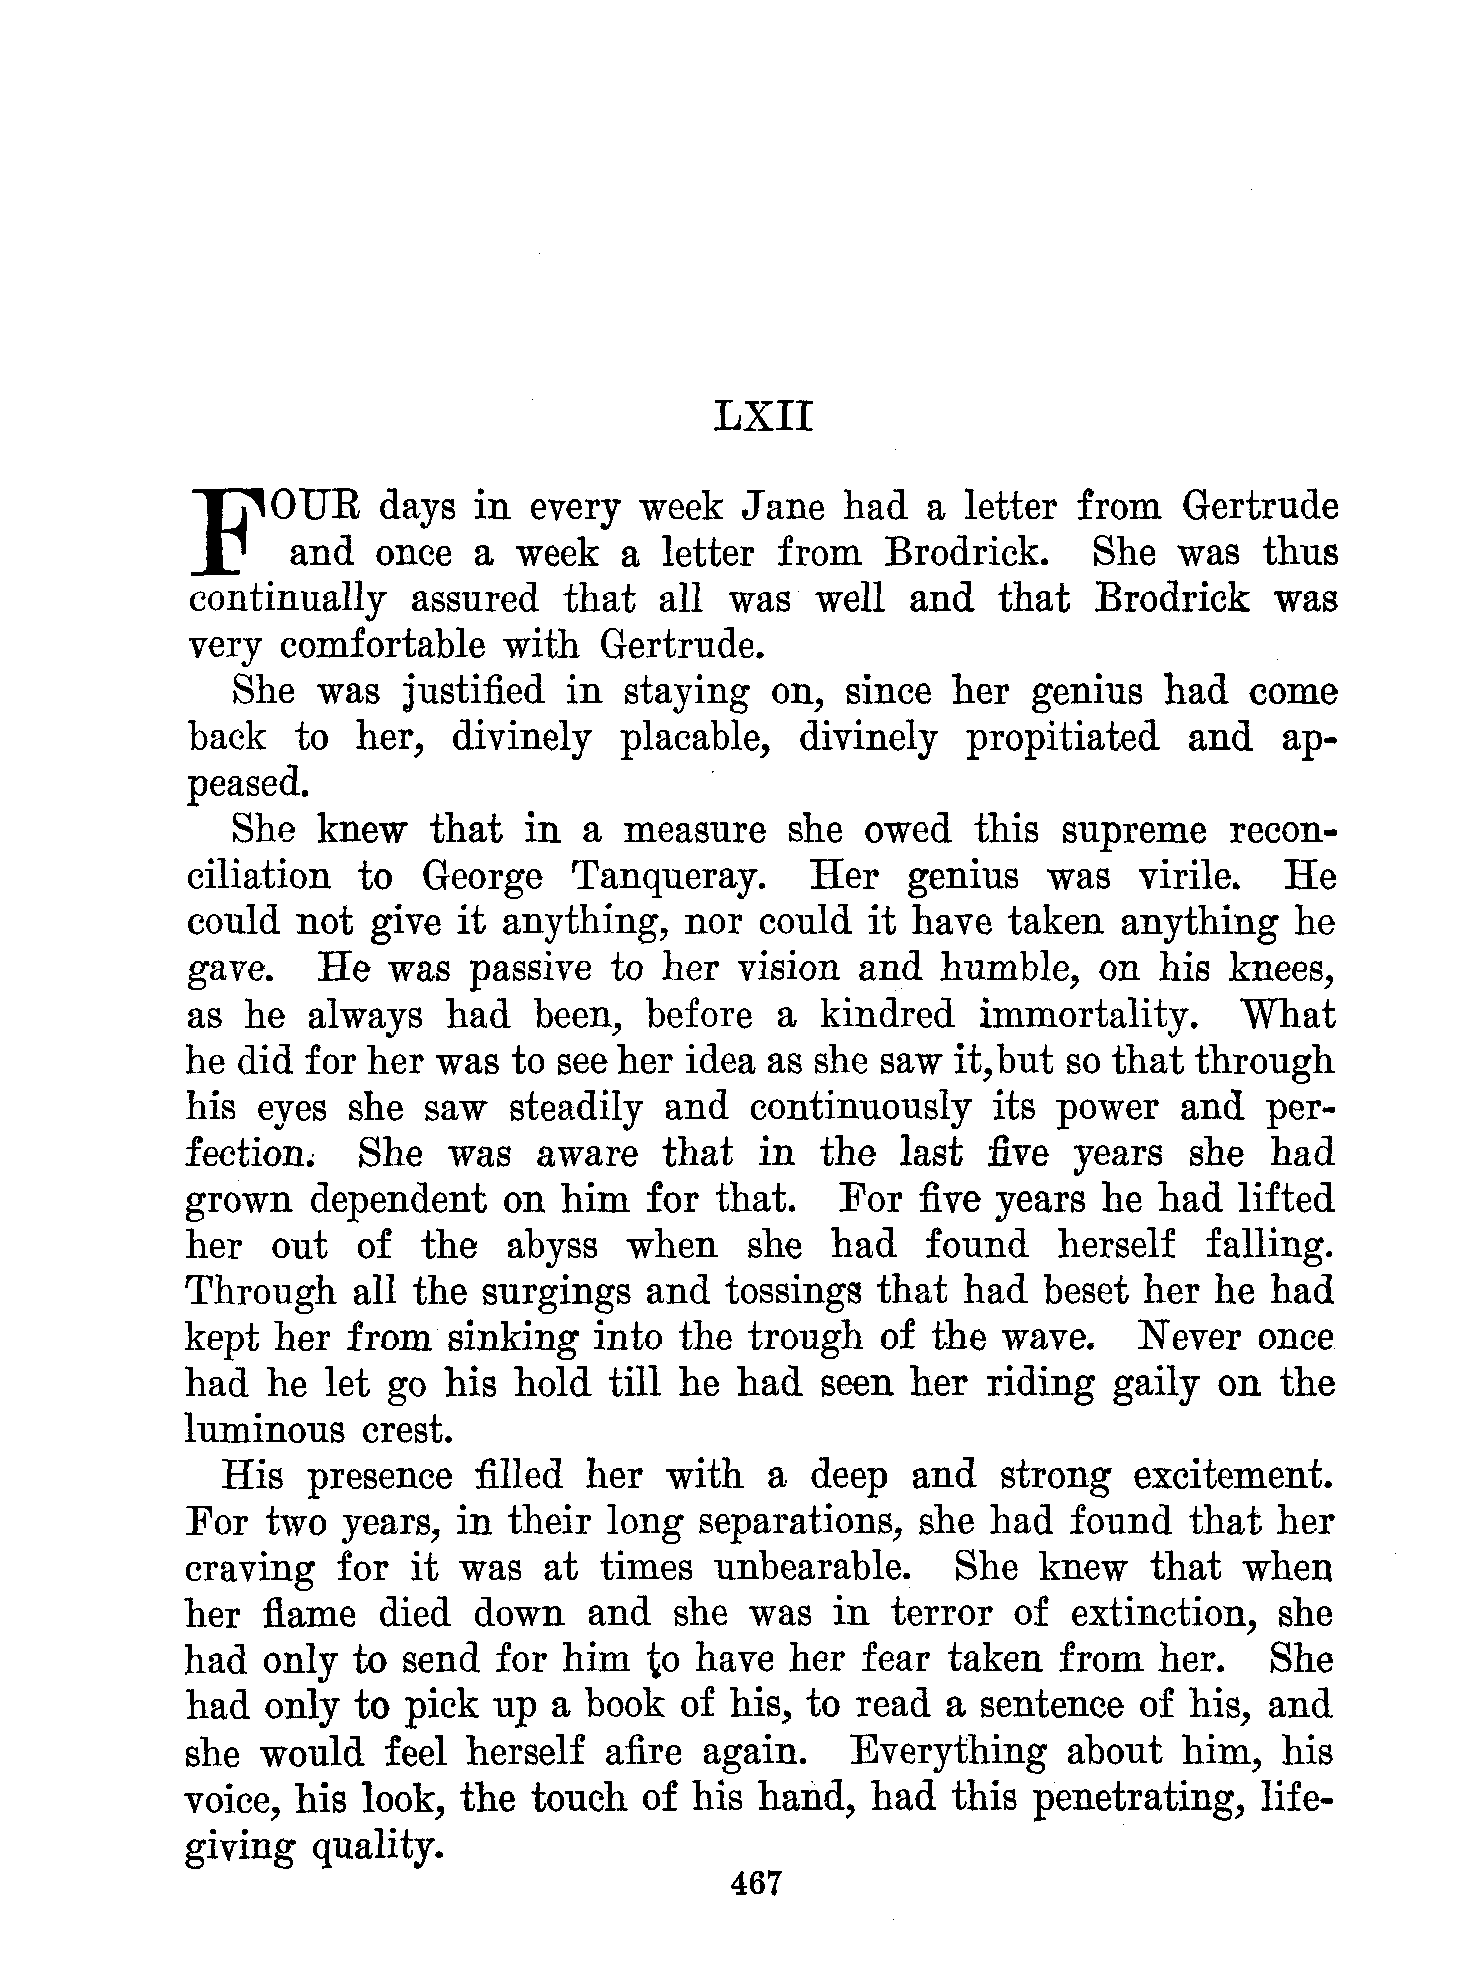 LXII
FOUR days in every week Jane had a letter from Gertrude
and once a week a letter from Brodrick. She was thus
continually assured that all was well and that Brodrick was
very comfortable with Gertrude.
She was justified in staying on, since her genius had come
back to her, divinely placable, divinely propitiated and ap-
peased.
She knew that in a measure she owed this supreme recon-
ciliation to George Tanqueray. Her genius was virile. He
could not give it anything, nor could it have taken anything he
gave. He was passive to her vision and humble, on his knees,
as he always had been, before a kindred immortality. What
he did for her was to see her idea as she saw it, but so that through
his eyes she saw steadily and continuously its power and per-
fection. She was aware that in the last five years she had
grown dependent on him for that. For five years he had lifted
her out of the abyss when she had found herself falling.
Through all the surgings and tossings that had beset her he had
kept her from sinking into the trough of the wave. Never once
had he let go his hold till he had seen her riding gaily on the
luminous crest.
His presence filled her with a deep and strong excitement.
For two years, in their long separations, she had found that her
craving for it was at times unbearable. She knew that when
her flame died down and she was in terror of extinction, she
had only to send for him to have her fear taken from her. She
had only to pick up a book of his, to read a sentence of his, and
she would feel herself afire again. Everything about him, his
voice, his look, the touch of his hand, had this penetrating, life-
giving quality.
467